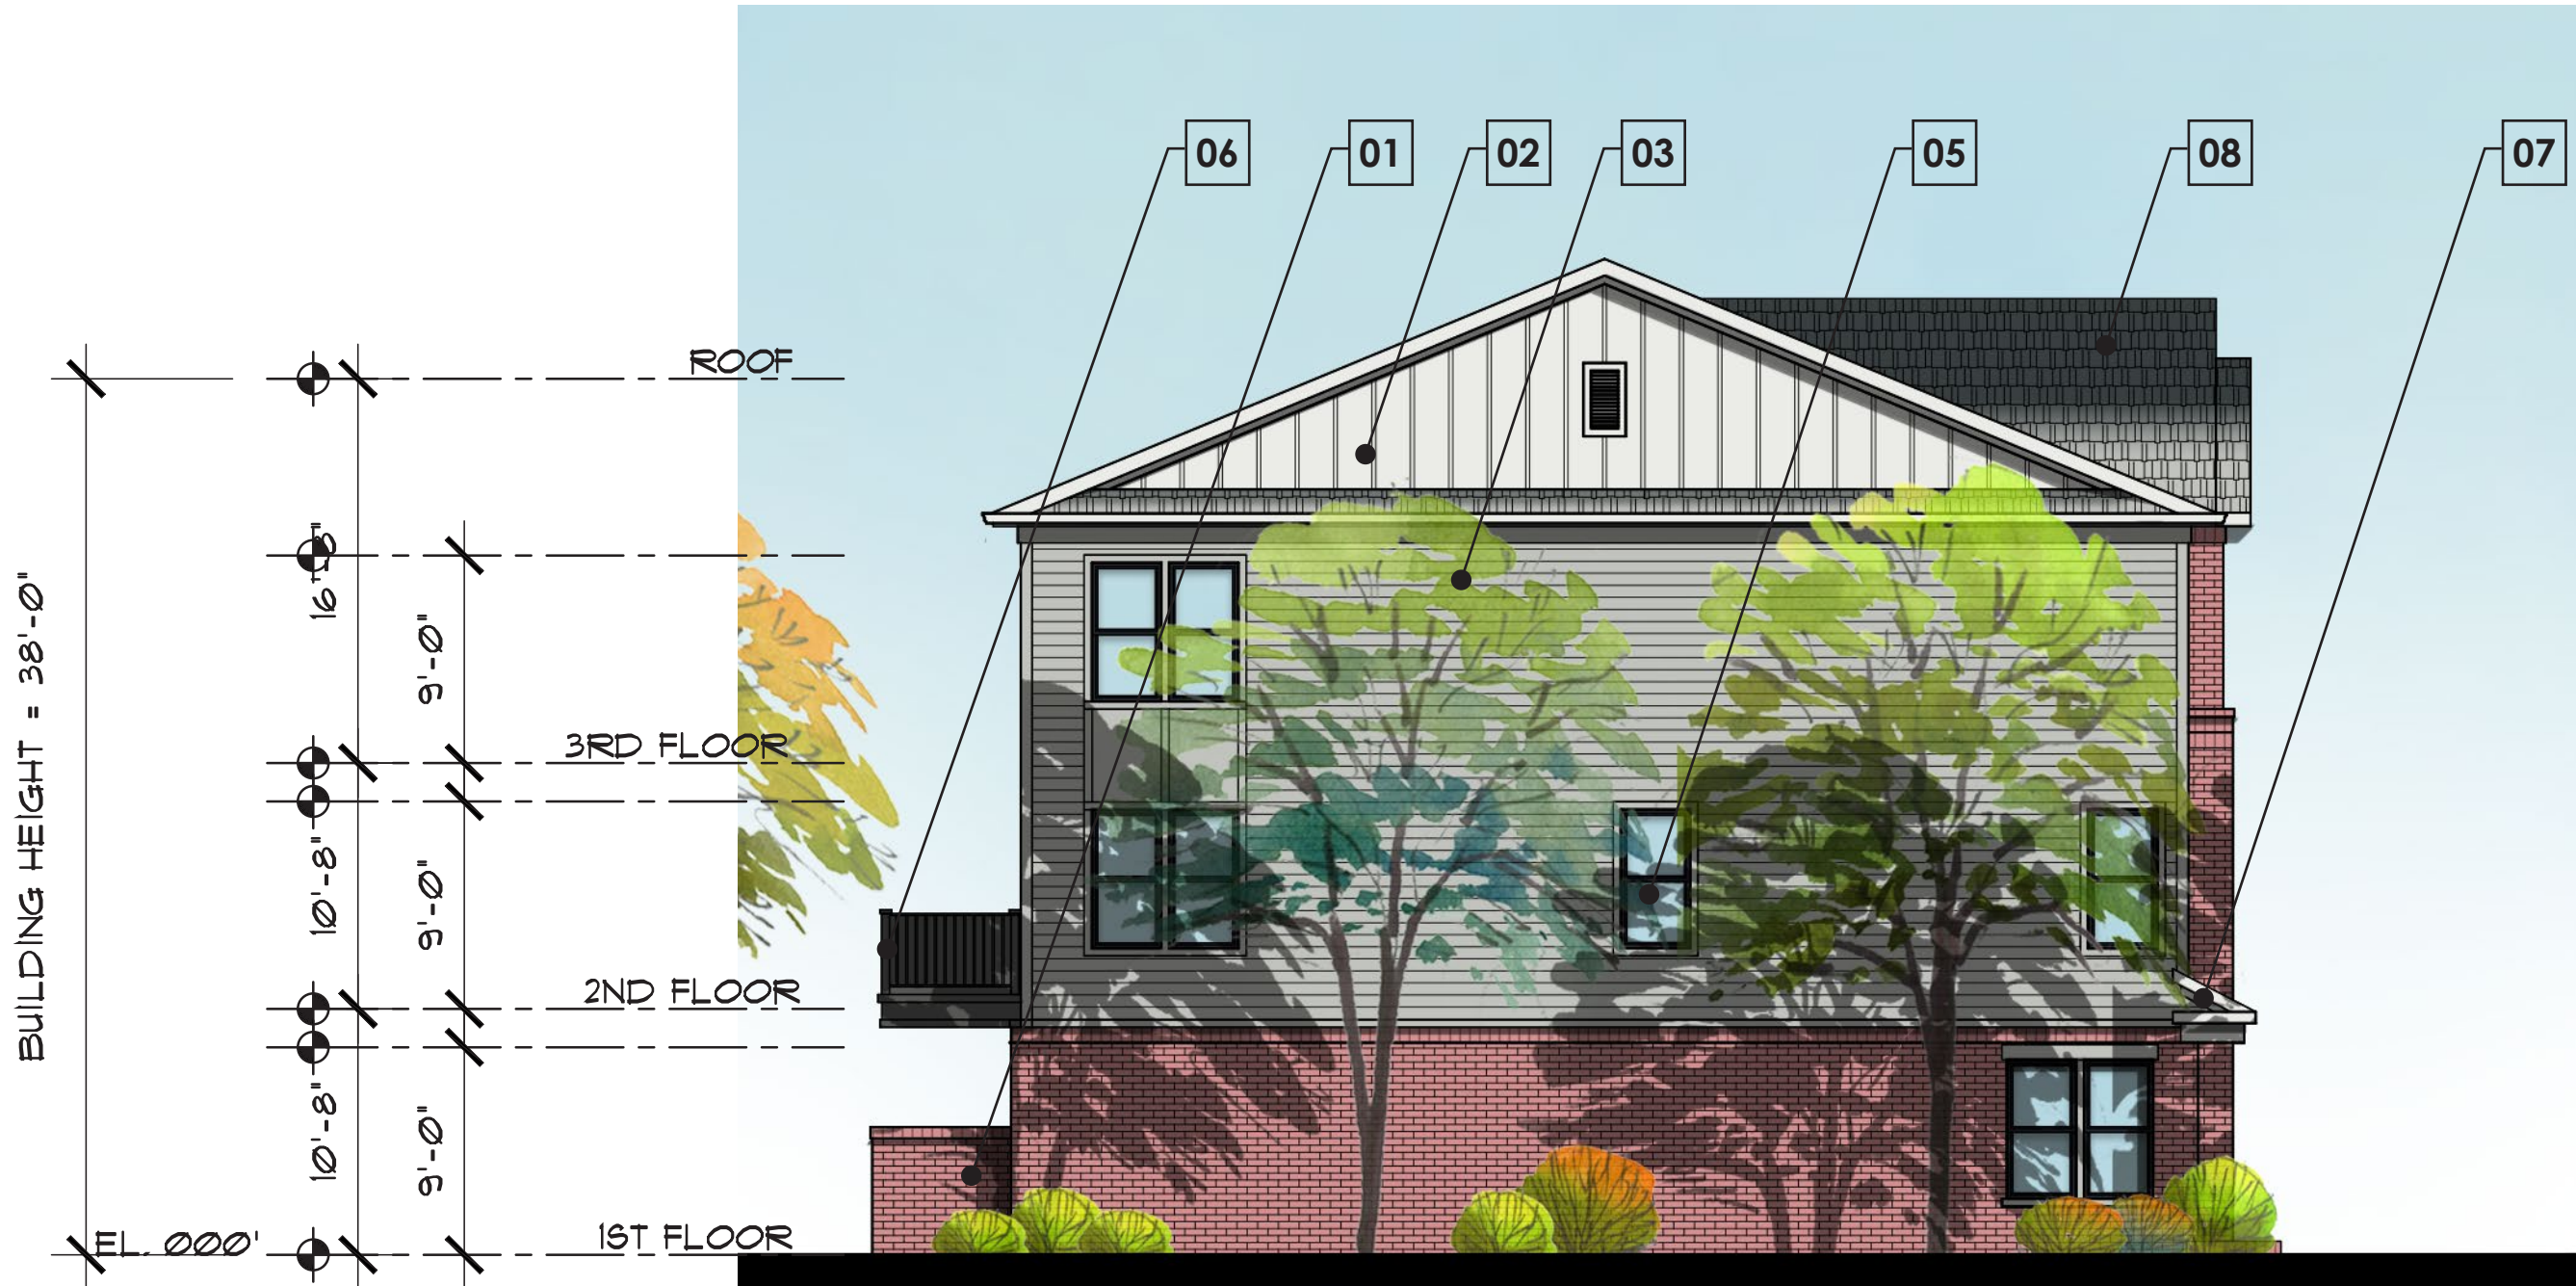 06 01 02 03 05 08 07
ROOF
16'-8"
9'-0"
BUILDING HEIGHT = 38'-0"
3RD FLOOR
10'-8"
9'-0"
2ND FLOOR
10'-8"
9'-0"
EL. 000'
1ST FLOOR